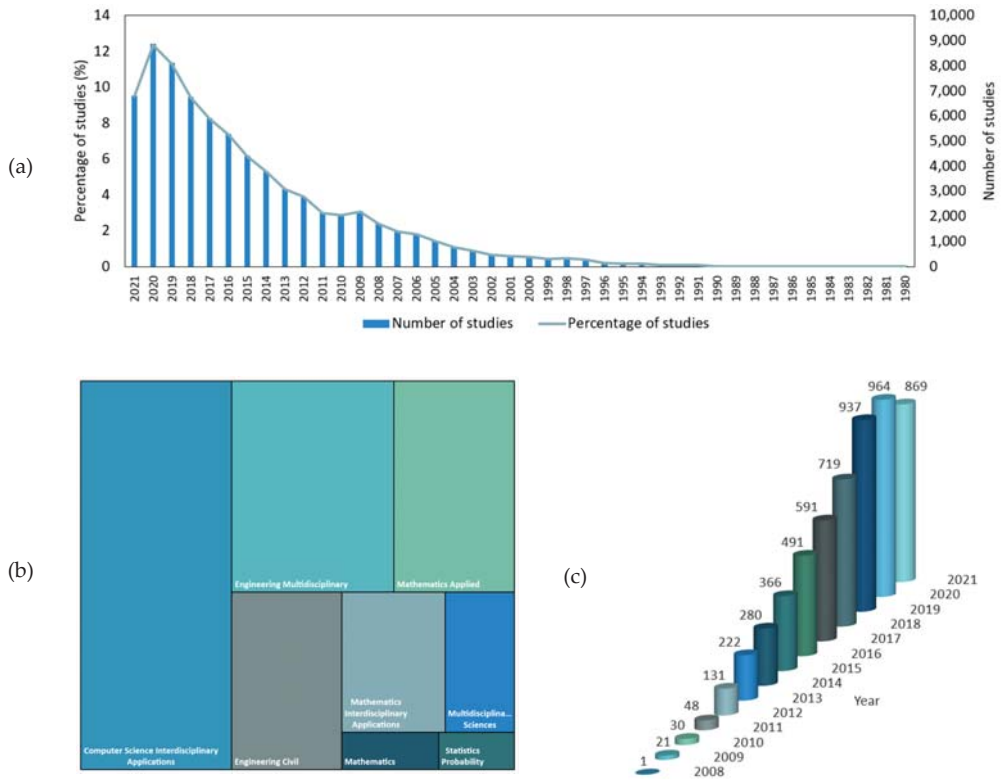 (a)
Percentage of studies (%)
14
12
10
8
6
4
2
0
10,000
9,000
8,000
7,000
6,000
5,000
4,000
3,000
2,000
1,000
0
Number of studies
2021 2020 2019 2018 2017 2016 2015 2014 2013 2012 2011 2010 2009 2008 2007 2006 2005 2004 2003 2002 2001 2000 1999 1998 1997 1996 1995 1994 1993 1992 1991 1990 1989 1988 1987 1986 1985 1984 1983 1982 1981 1980
Number of studies Percentage of studies
(b)
Computer Science Interdisciplinary
Applications
Engineering Multidisciplinary
Mathematics Applied
Engineering Civil
Mathematics
Interdisciplinary
Applications
Multidisciplina...
Sciences
Mathematics
Statistics
Probability
(c)
1
21
30
48
131
222
280
366
491
591
719
937
964
869
2008
2009
2010
2011
2012
2013
2014
2015
2016
2017
2018
2019
2020
2021
Year